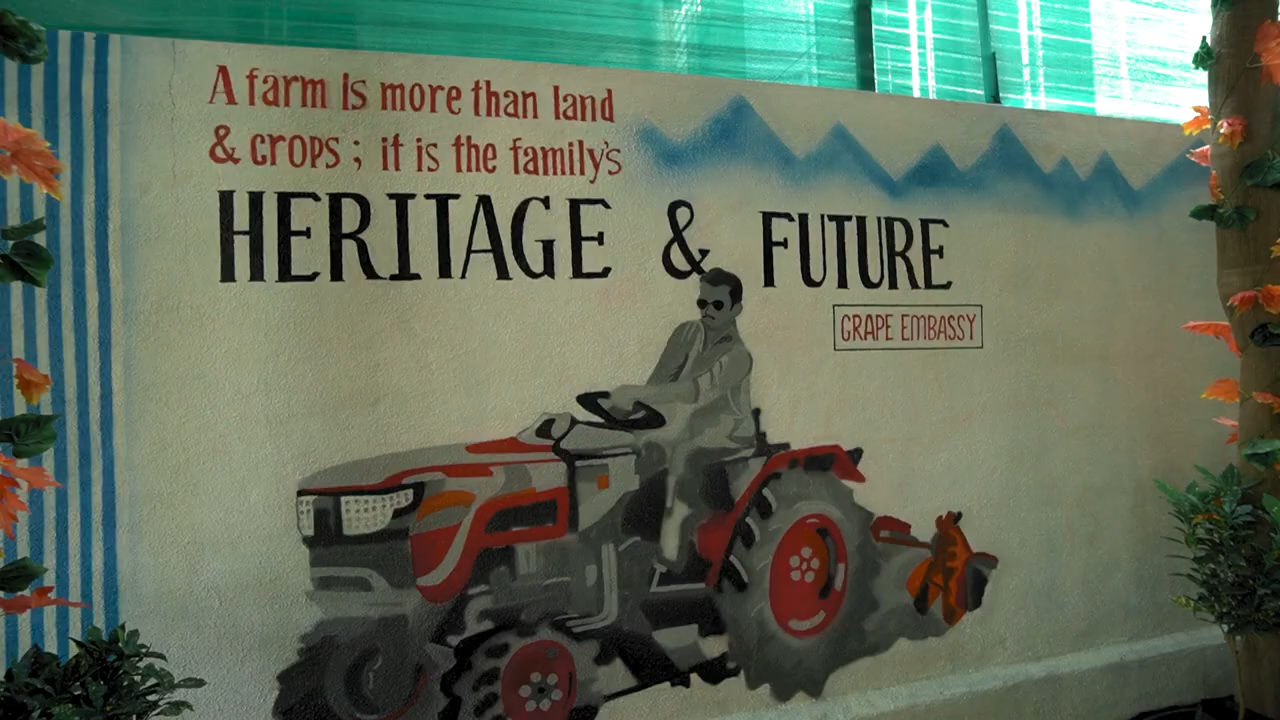 A farm is more than land
& crops ; it is the family's
HERITAGE & FUTURE
GRAPE EMBASSY